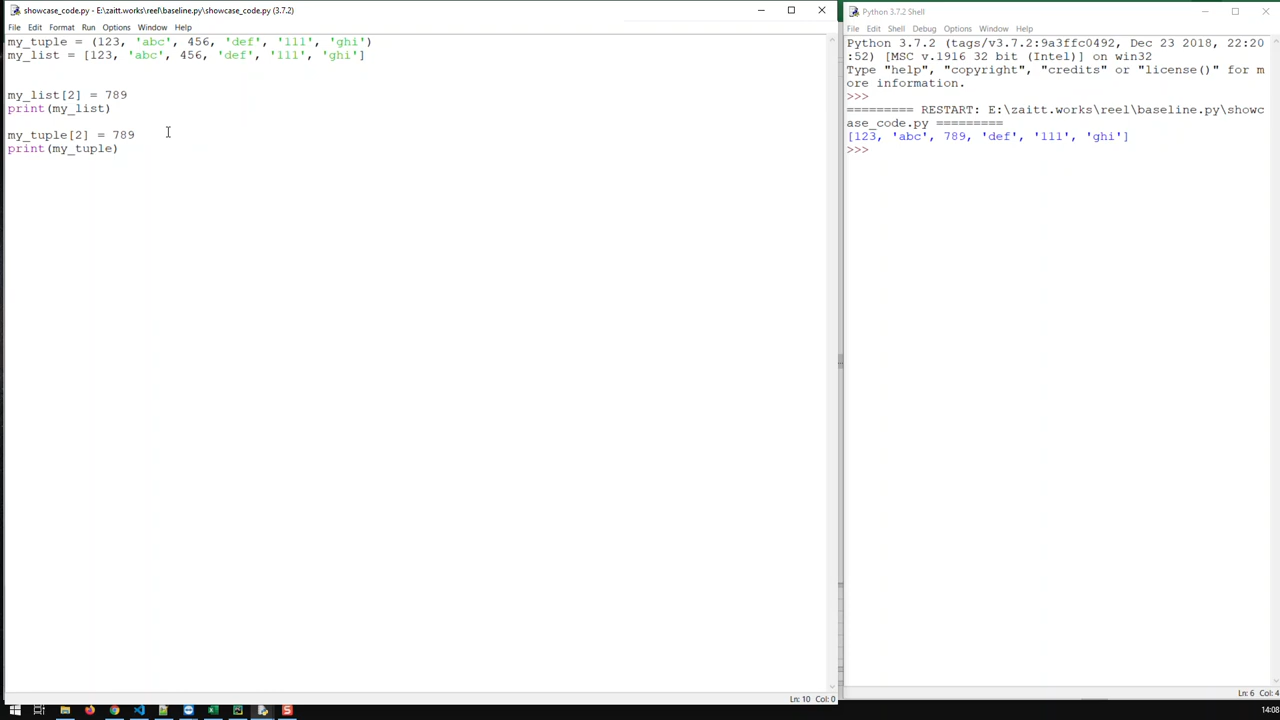 showcase_code.py - E:\zaitt.works\reel\baseline.py\showcase_code.py (3.7.2)
File Edit Format Run Options Window Help
my_tuple = (123, 'abc', 456, 'def', '111', 'ghi')
my_list = [123, 'abc', 456, 'def', '111', 'ghi']
my_list[2] = 789
print(my_list)
my_tuple[2] = 789
print(my_tuple)
Ln: 10 Col: 0
Python 3.7.2 Shell
File Edit Shell Debug Options Window Help
Python 3.7.2 (tags/v3.7.2:9a3ffc0492, Dec 23 2018, 22:20
:52) [MSC v.1916 32 bit (Intel)] on win32
Type "help", "copyright", "credits" or "license()" for m
ore information.
>>>
========= RESTART: E:\zaitt.works\reel\baseline.py\showc
ase_code.py =========
[123, 'abc', 789, 'def', '111', 'ghi']
>>>
Ln: 6 Col: 4
14:08